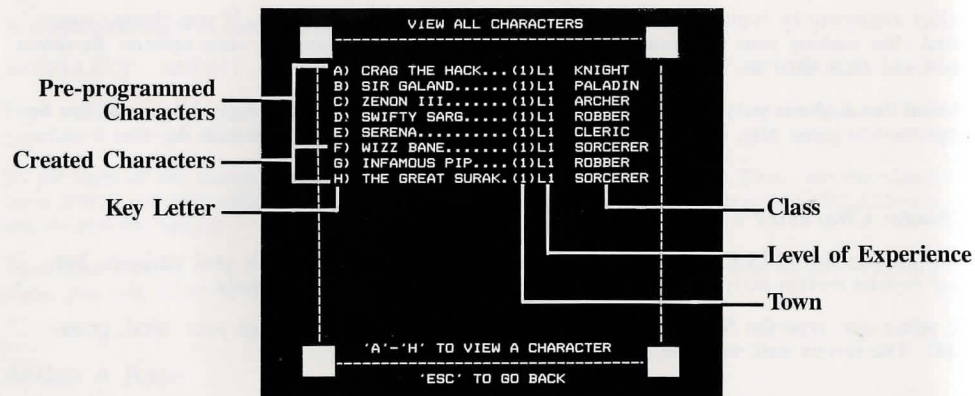 VIEW ALL CHARACTERS
A) CRAG THE HACK...(1)L1 KNIGHT
B) SIR GALAND......(1)L1 PALADIN
C) ZENON III.......(1)L1 ARCHER
D) SWIFTY SARG.....(1)L1 ROBBER
E) SERENA..........(1)L1 CLERIC
F) WIZZ BANE.......(1)L1 SORCERER
G) INFAMOUS PIP....(1)L1 ROBBER
H) THE GREAT SURAK.(1)L1 SORCERER
'A'-'H' TO VIEW A CHARACTER
'ESC' TO GO BACK
Pre-programmed
Characters
Created Characters
Key Letter
Class
Level of Experience
Town